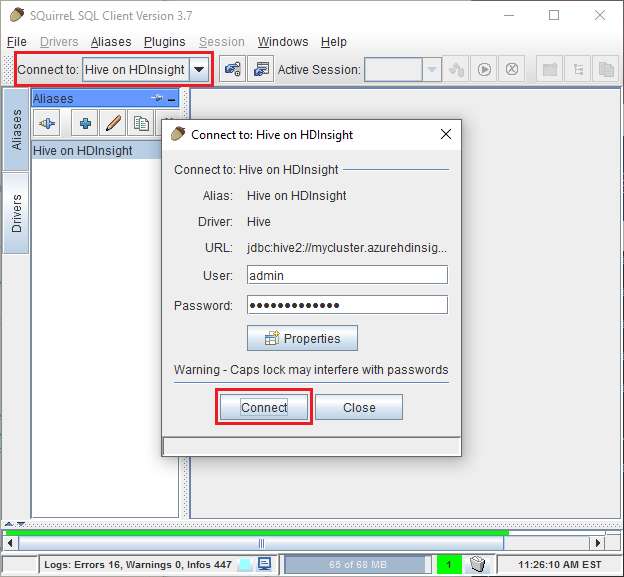 SQuirreL SQL Client Version 3.7
File Drivers Aliases Plugins Session Windows Help
Connect to: Hive on HDInsight Active Session:
Aliases
Aliases
Hive on HDInsight
Drivers
Connect to: Hive on HDInsight
Connect to: Hive on HDInsight
Alias: Hive on HDInsight
Driver: Hive
URL: jdbc:hive2://mycluster.azurehdinsig...
User: admin
Password: •••••••••••••
Properties
Warning - Caps lock may interfere with passwords
Connect Close
Logs: Errors 16, Warnings 0, Infos 447 65 of 68 MB 1 11:26:10 AM EST